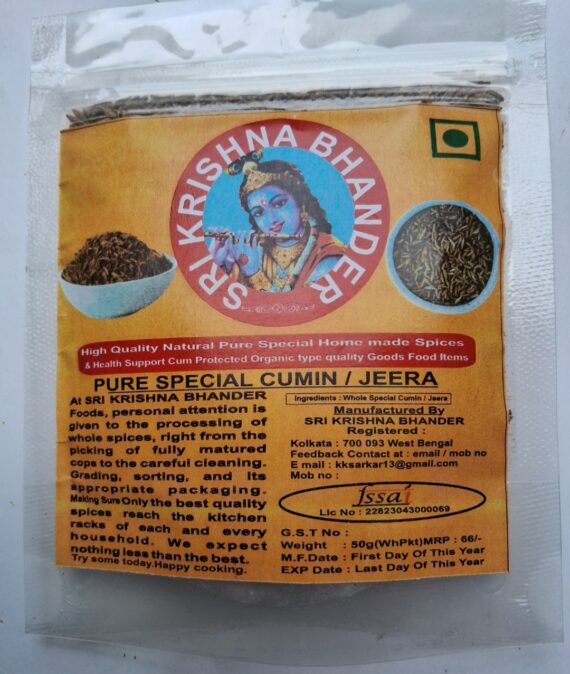 SRI KRISHNA BHANDER
High Quality Natural Pure Special Home made Spices
& Health Support Cum Protected Organic type quality Goods Food Items
PURE SPECIAL CUMIN / JEERA
At SRI KRISHNA BHANDER
Foods, personal attention is
given to the processing of
whole spices, right from the
picking of fully matured
cops to the careful cleaning.
Grading, sorting, and its
appropriate packaging.
Making Sure Only the best quality
spices reach the kitchen
racks of each and every
household. We expect
nothing less than the best.
Try some today.Happy cooking.
Ingredients : Whole Special Cumin / Jeera
Manufactured By
SRI KRISHNA BHANDER
Registered :
Kolkata : 700 093 West Bengal
Feedback Contact at : email / mob no
E mail : kksarkar13@gmail.com
Mob no :
fssai
Lic No : 22823043000069
G.S.T No :
Weight : 50g(WhPkt)MRP : 66/-
M.F.Date : First Day Of This Year
EXP Date : Last Day Of This Year